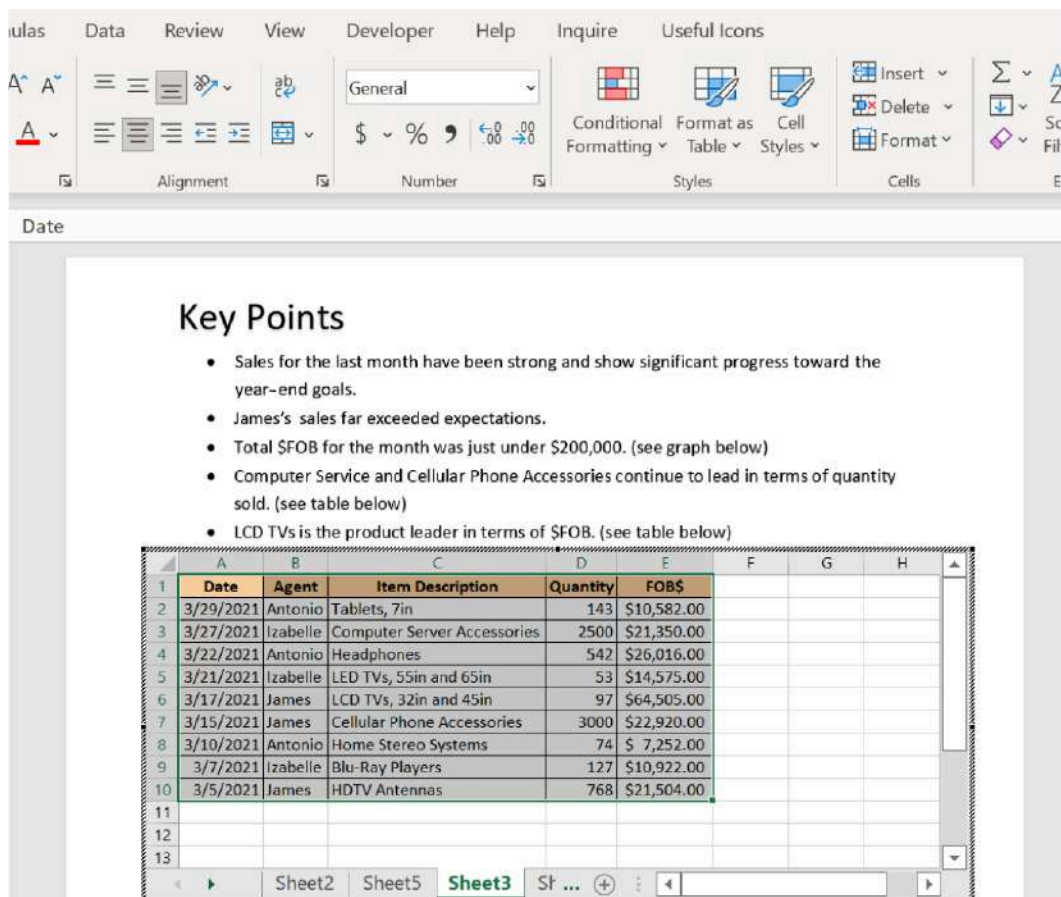 ulas Data Review View Developer Help Inquire Useful Icons
A A ab c General Insert Σ A
Delete Z
A $ % 9 .00 .00 Conditional Formatting Format as Table Cell Styles Format Sc
Fil
Alignment Number Styles Cells E
Date
Key Points
• Sales for the last month have been strong and show significant progress toward the
year-end goals.
• James's sales far exceeded expectations.
• Total $FOB for the month was just under $200,000. (see graph below)
• Computer Service and Cellular Phone Accessories continue to lead in terms of quantity
sold. (see table below)
• LCD TVs is the product leader in terms of $FOB. (see table below)
A B C D E F G H
1 Date Agent Item Description Quantity FOB$
2 3/29/2021 Antonio Tablets, 7in 143 $10,582.00
3 3/27/2021 Izabelle Computer Server Accessories 2500 $21,350.00
4 3/22/2021 Antonio Headphones 542 $26,016.00
5 3/21/2021 Izabelle LED TVs, 55in and 65in 53 $14,575.00
6 3/17/2021 James LCD TVs, 32in and 45in 97 $64,505.00
7 3/15/2021 James Cellular Phone Accessories 3000 $22,920.00
8 3/10/2021 Antonio Home Stereo Systems 74 $ 7,252.00
9 3/7/2021 Izabelle Blu-Ray Players 127 $10,922.00
10 3/5/2021 James HDTV Antennas 768 $21,504.00
11
12
13
Sheet2 Sheet5 Sheet3 Sh ...